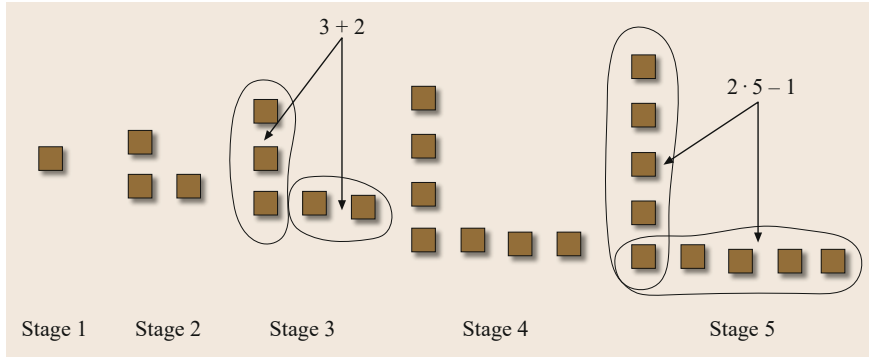 3 + 2
2 · 5 – 1
Stage 1
Stage 2
Stage 3
Stage 4
Stage 5